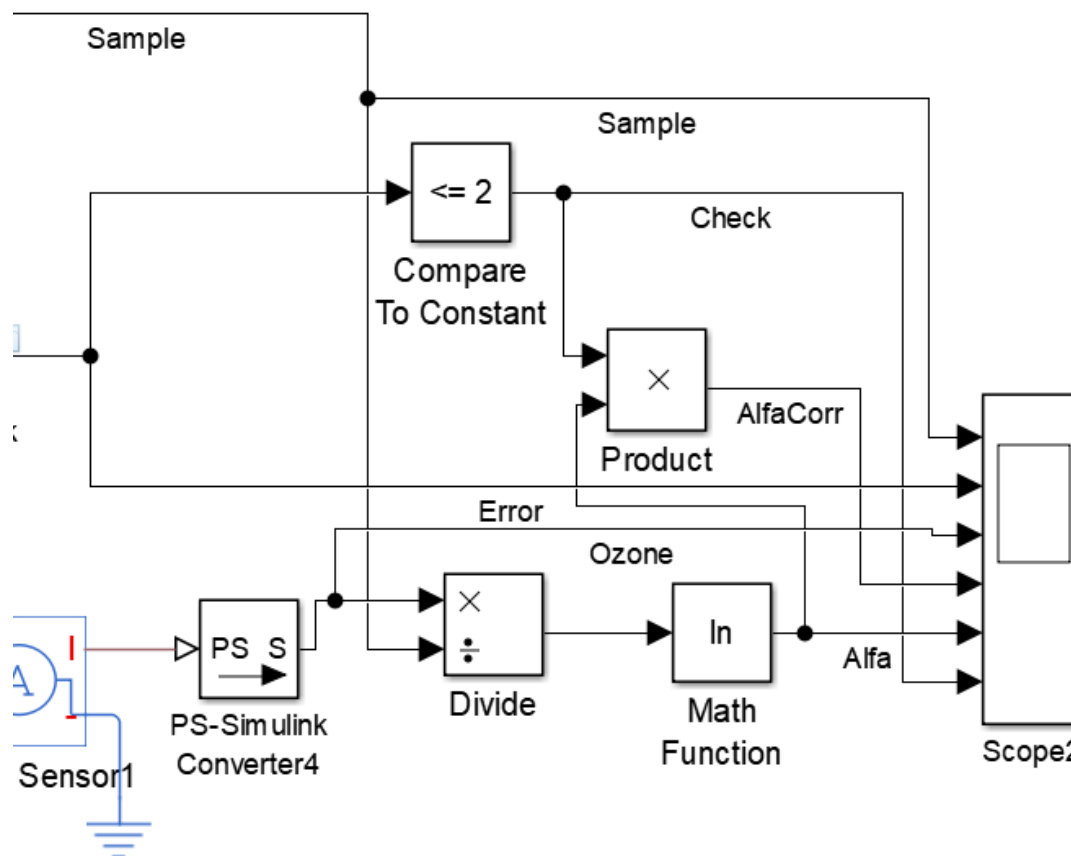 Sample
Sample
<= 2
Check
Compare
To Constant
×
AlfaCorr
Product
Error
Ozone
×
÷
ln
PS S
Alfa
A
I
-
Divide
Math
Function
PS-Simulink
Converter4
Sensor1